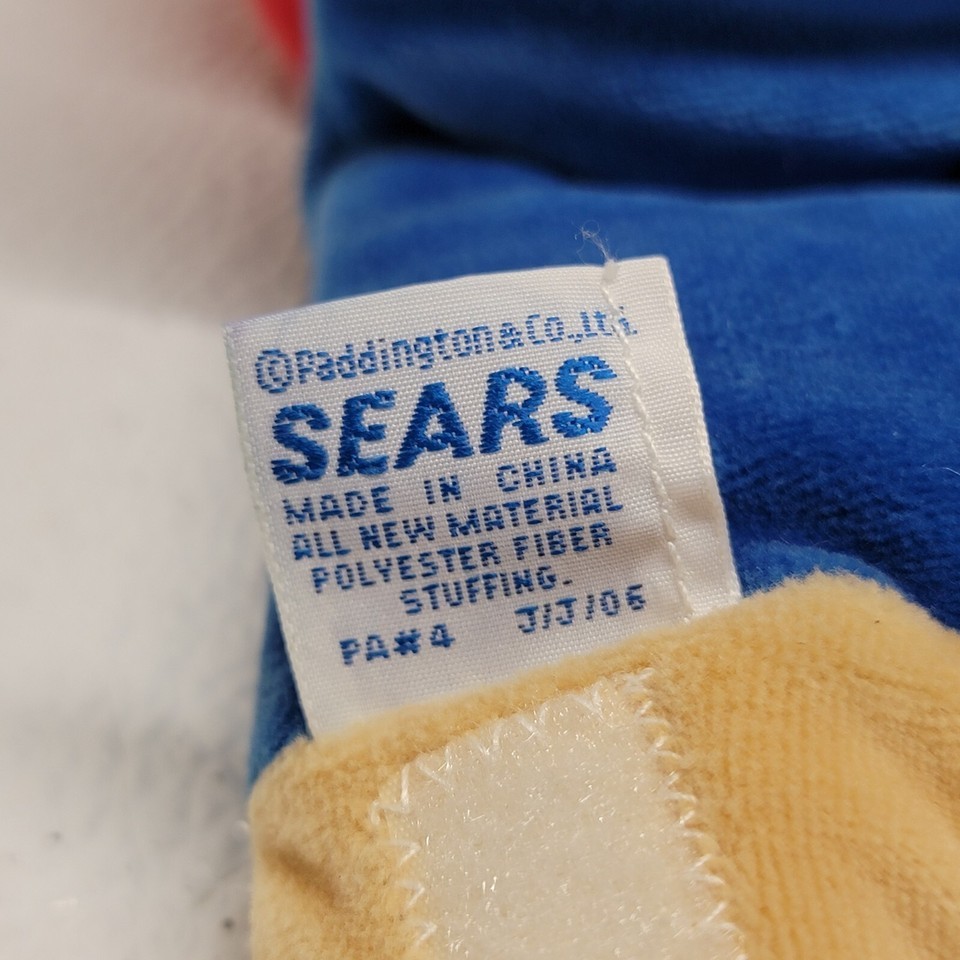 ©Paddington & Co., Ltd.
SEARS
MADE IN CHINA
ALL NEW MATERIAL
POLYESTER FIBER
STUFFING.
PA#4 J/J/06